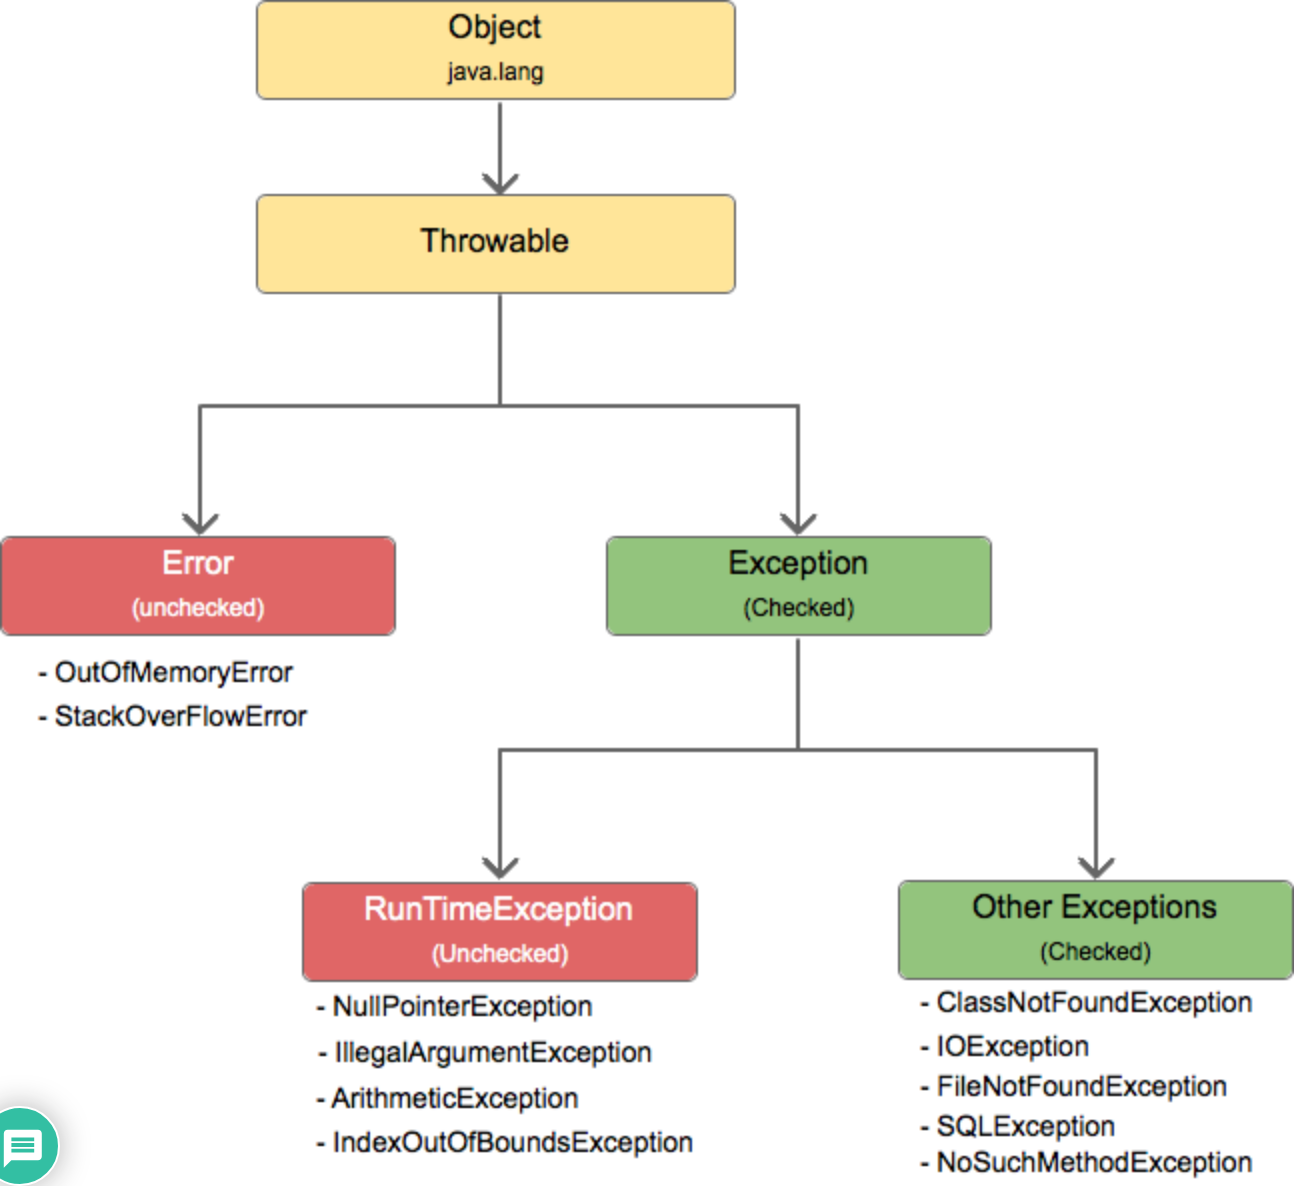 Object
java.lang
Throwable
Error
(unchecked)
- OutOfMemoryError
- StackOverFlowError
Exception
(Checked)
RunTimeException
(Unchecked)
- NullPointerException
- IllegalArgumentException
- ArithmeticException
- IndexOutOfBoundsException
Other Exceptions
(Checked)
- ClassNotFoundException
- IOException
- FileNotFoundException
- SQLException
- NoSuchMethodException